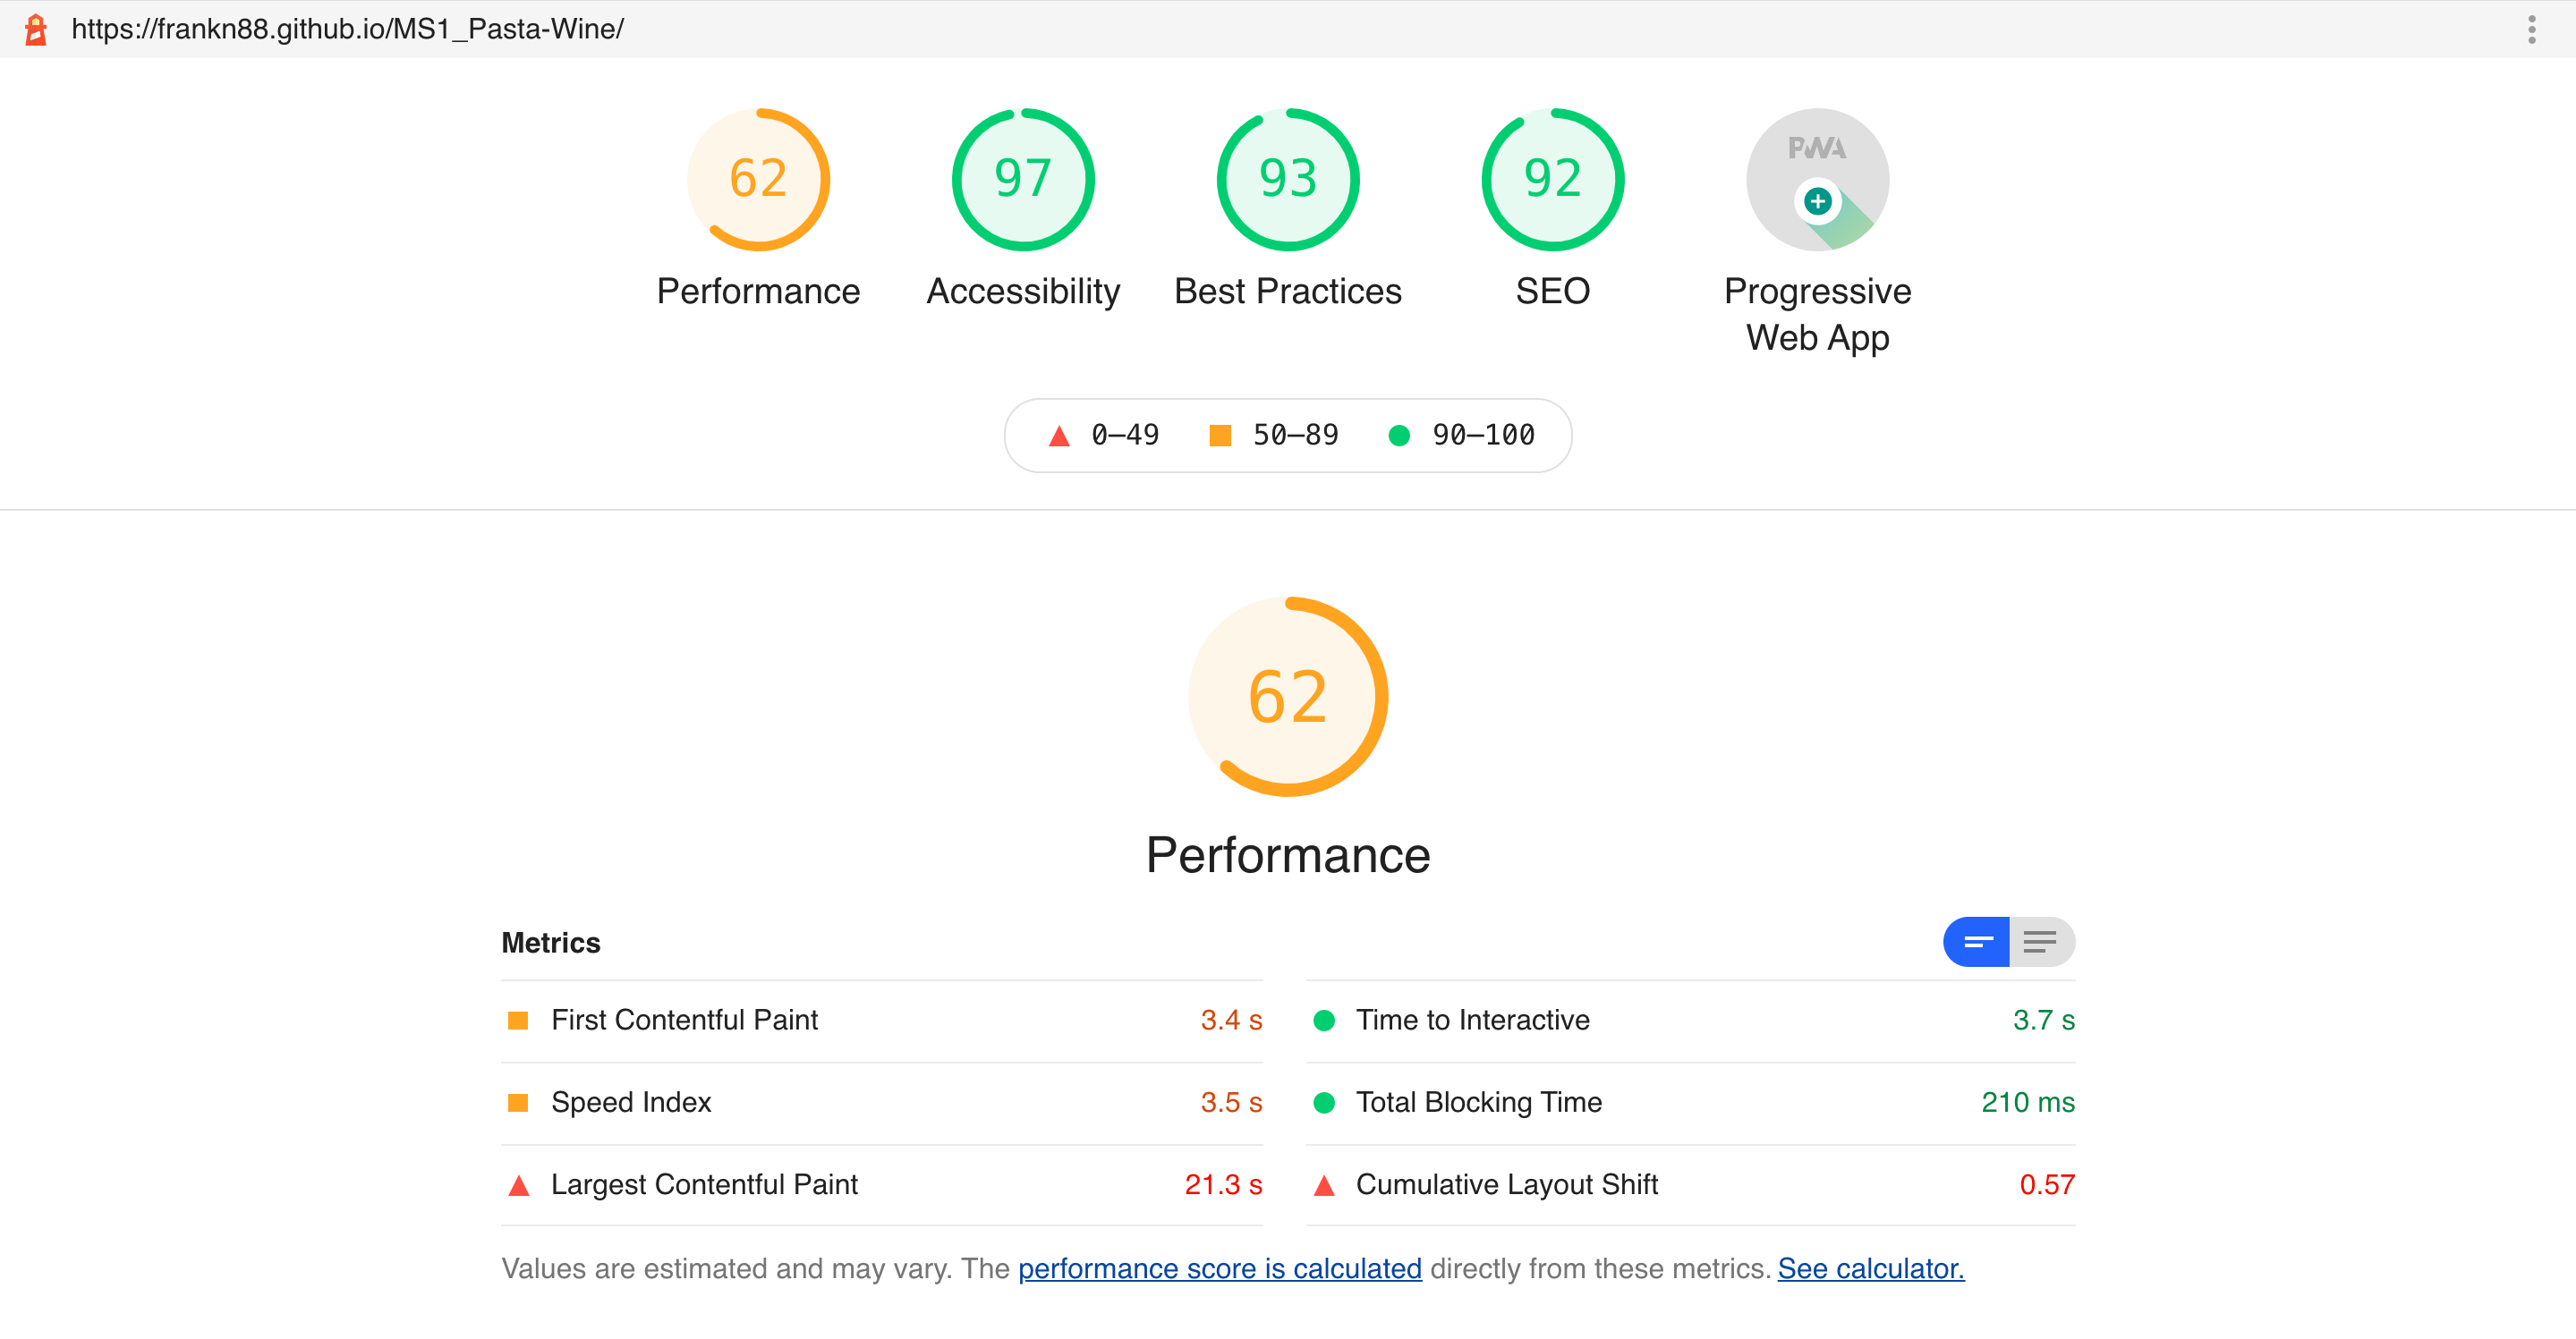 https://frankn88.github.io/MS1_Pasta-Wine/
62 97 93 92 PWA
Performance Accessibility Best Practices SEO Progressive
Web App
0–49 50–89 90–100
62
Performance
Metrics
First Contentful Paint 3.4 s Time to Interactive 3.7 s
Speed Index 3.5 s Total Blocking Time 210 ms
Largest Contentful Paint 21.3 s Cumulative Layout Shift 0.57
Values are estimated and may vary. The performance score is calculated directly from these metrics. See calculator.